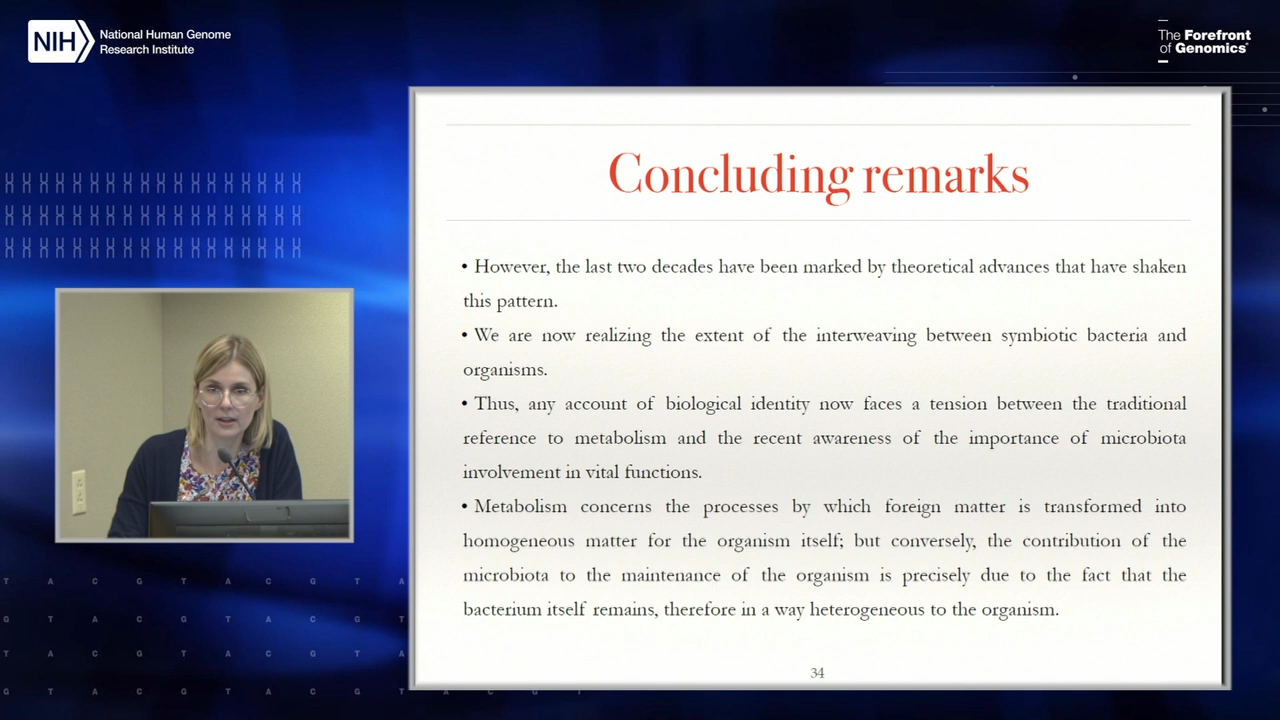 NIH
National Human Genome
Research Institute
The Forefront
of Genomics®
Concluding remarks
• However, the last two decades have been marked by theoretical advances that have shaken
this pattern.
• We are now realizing the extent of the interweaving between symbiotic bacteria and
organisms.
• Thus, any account of biological identity now faces a tension between the traditional
reference to metabolism and the recent awareness of the importance of microbiota
involvement in vital functions.
• Metabolism concerns the processes by which foreign matter is transformed into
homogeneous matter for the organism itself; but conversely, the contribution of the
microbiota to the maintenance of the organism is precisely due to the fact that the
bacterium itself remains, therefore in a way heterogeneous to the organism.
34
T A C G T A C G T A
G T A C G T A C G T
T A C G T A C G T A
G T A C G T A C G T A C G T